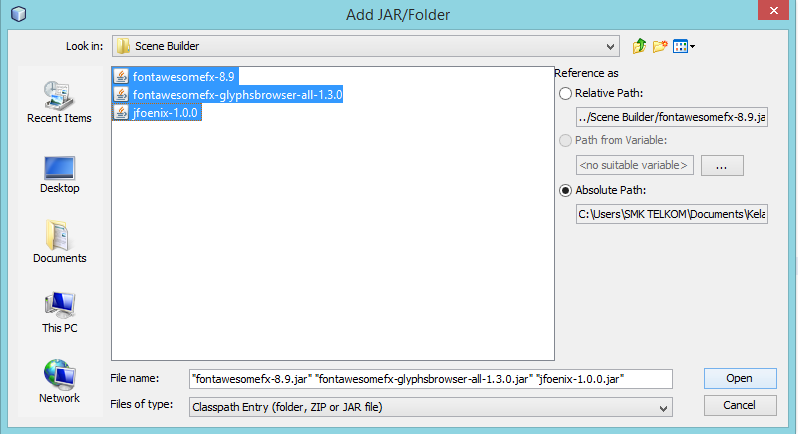 Add JAR/Folder
Look in:
Scene Builder
Recent Items
Desktop
Documents
This PC
Network
fontawesomefx-8.9
fontawesomefx-glyphsbrowser-all-1.3.0
jfoenix-1.0.0
Reference as
Relative Path:
../Scene Builder/fontawesomefx-8.9.ja
Path from Variable:
<no suitable variable>
...
Absolute Path:
C:\Users\SMK TELKOM\Documents\Kela
File name:
"fontawesomefx-8.9.jar" "fontawesomefx-glyphsbrowser-all-1.3.0.jar" "jfoenix-1.0.0.jar"
Open
Files of type:
Classpath Entry (folder, ZIP or JAR file)
Cancel